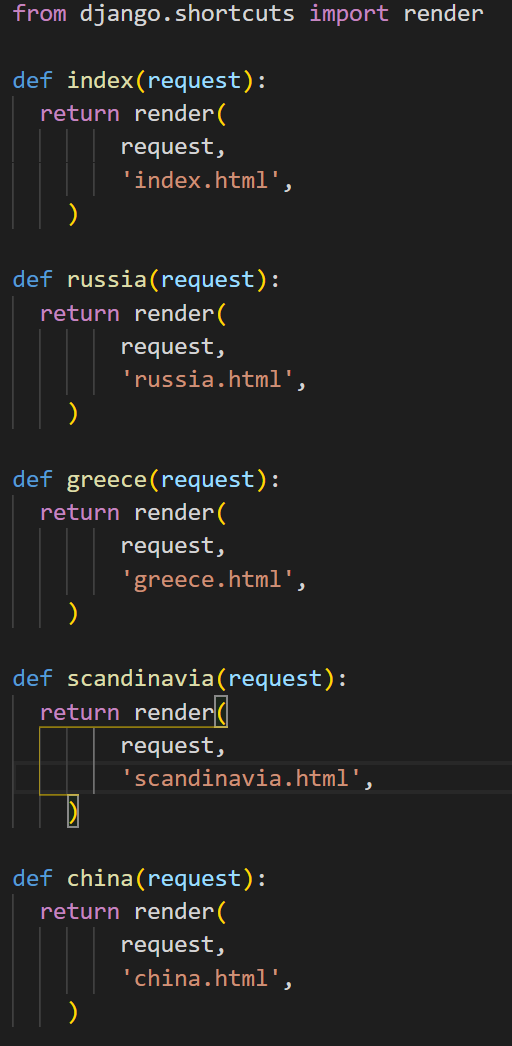 from django.shortcuts import render
def index(request):
return render(
request,
'index.html',
)
def russia(request):
return render(
request,
'russia.html',
)
def greece(request):
return render(
request,
'greece.html',
)
def scandinavia(request):
return render(
request,
'scandinavia.html',
)
def china(request):
return render(
request,
'china.html',
)